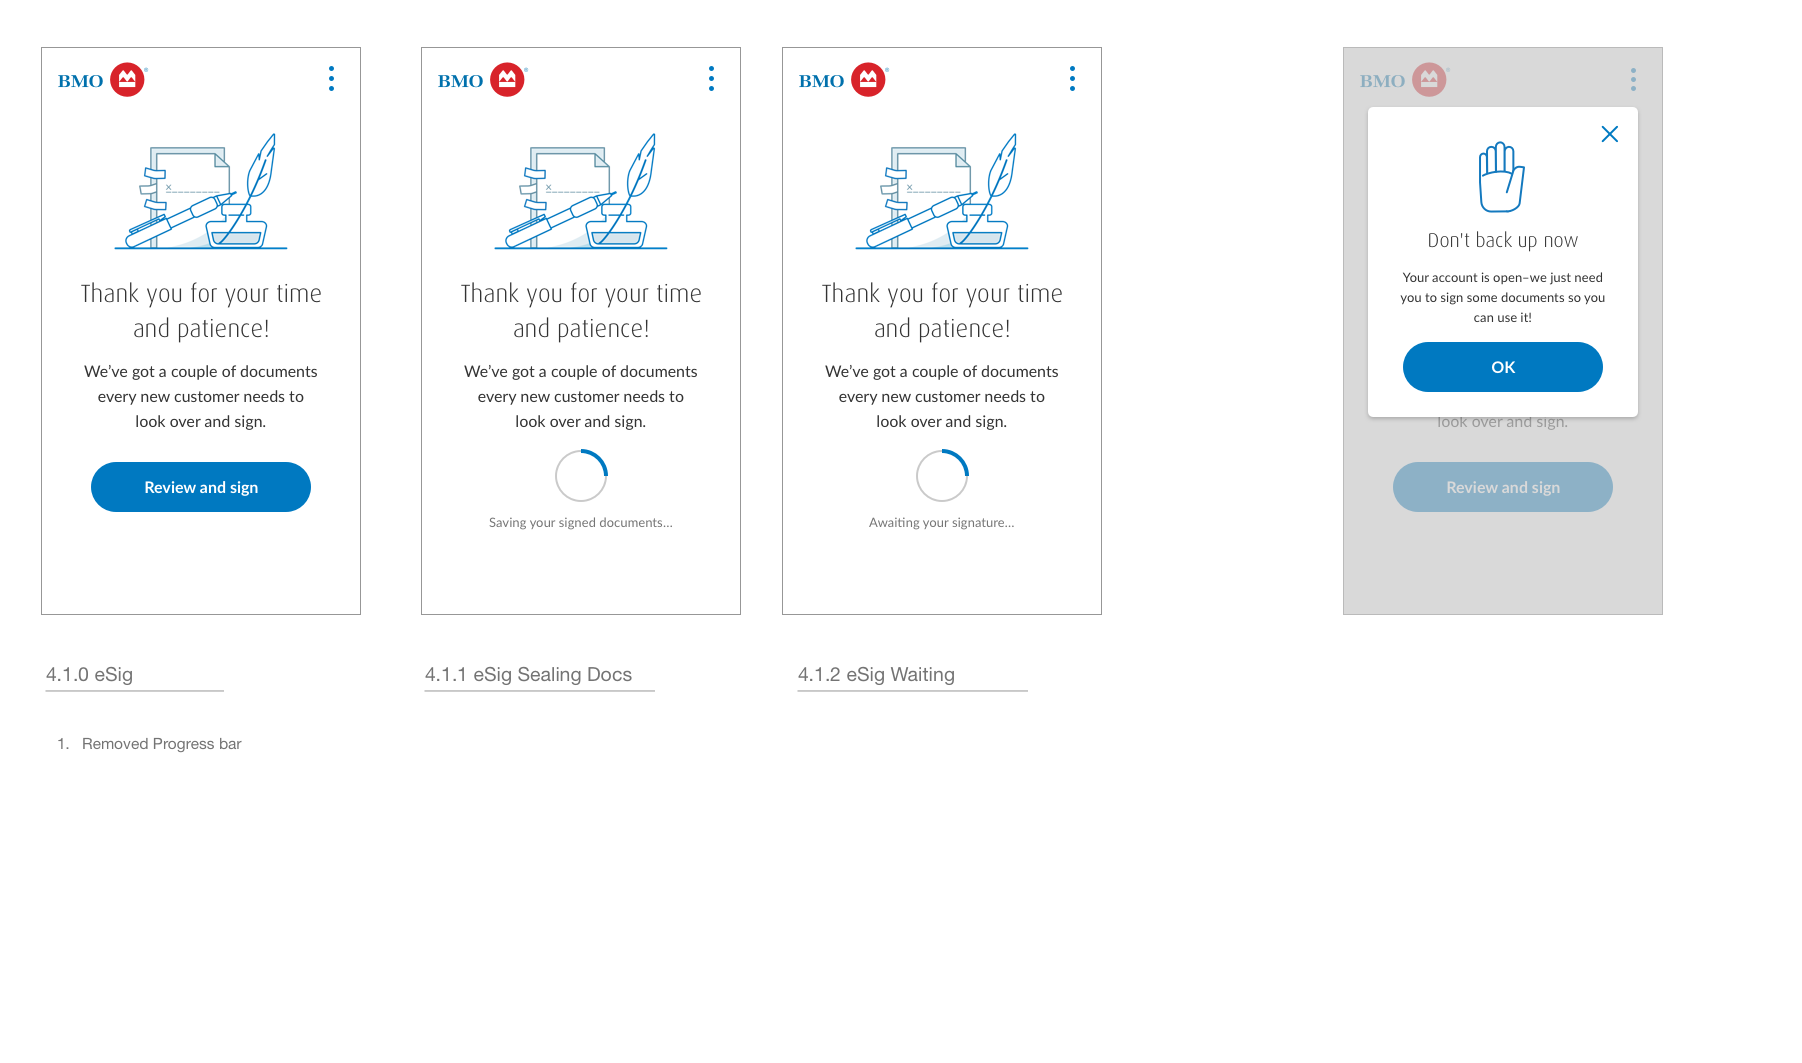 BMO
Thank you for your time
and patience!
We've got a couple of documents
every new customer needs to
look over and sign.
Review and sign
4.1.0 eSig
1. Removed Progress bar
BMO
Thank you for your time
and patience!
We've got a couple of documents
every new customer needs to
look over and sign.
Saving your signed documents...
4.1.1 eSig Sealing Docs
BMO
Thank you for your time
and patience!
We've got a couple of documents
every new customer needs to
look over and sign.
Awaiting your signature...
4.1.2 eSig Waiting
BMO
Don't back up now
Your account is open–we just need
you to sign some documents so you
can use it!
OK
look over and sign.
Review and sign